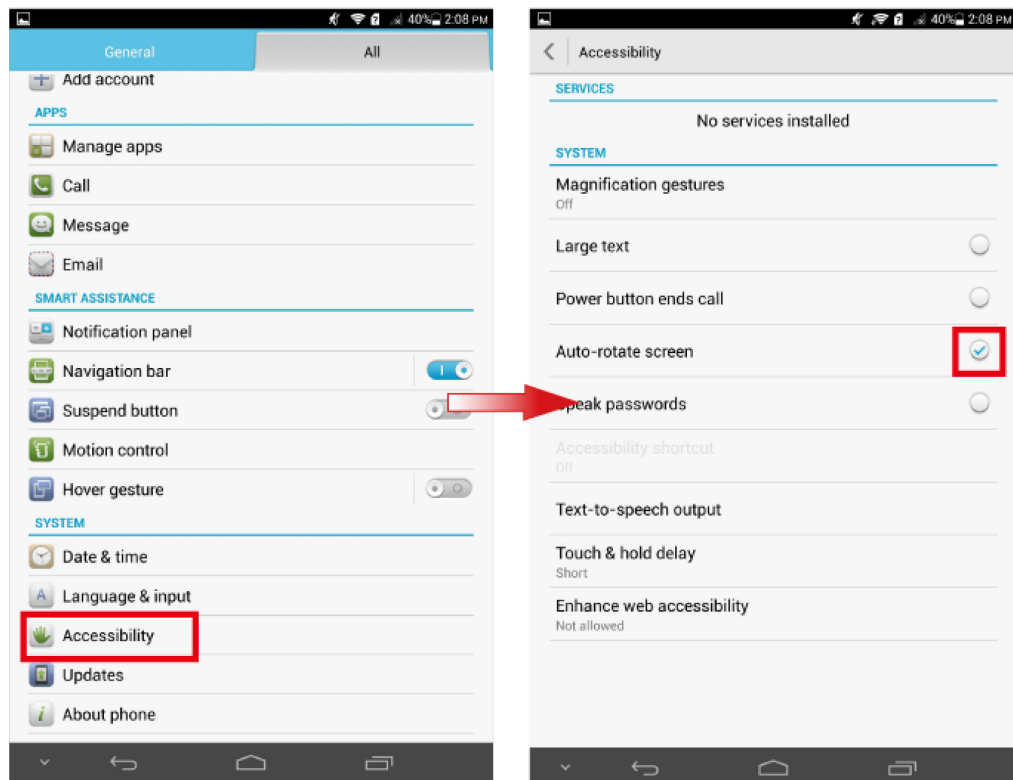 40% 2:08 PM
General
All
Add account
APPS
Manage apps
Call
Message
Email
SMART ASSISTANCE
Notification panel
Navigation bar
Suspend button
Motion control
Hover gesture
SYSTEM
Date & time
A Language & input
Accessibility
Updates
i About phone
40% 2:08 PM
Accessibility
SERVICES
No services installed
SYSTEM
Magnification gestures
Off
Large text
Power button ends call
Auto-rotate screen
peak passwords
Accessibility shortcut
Off
Text-to-speech output
Touch & hold delay
Short
Enhance web accessibility
Not allowed